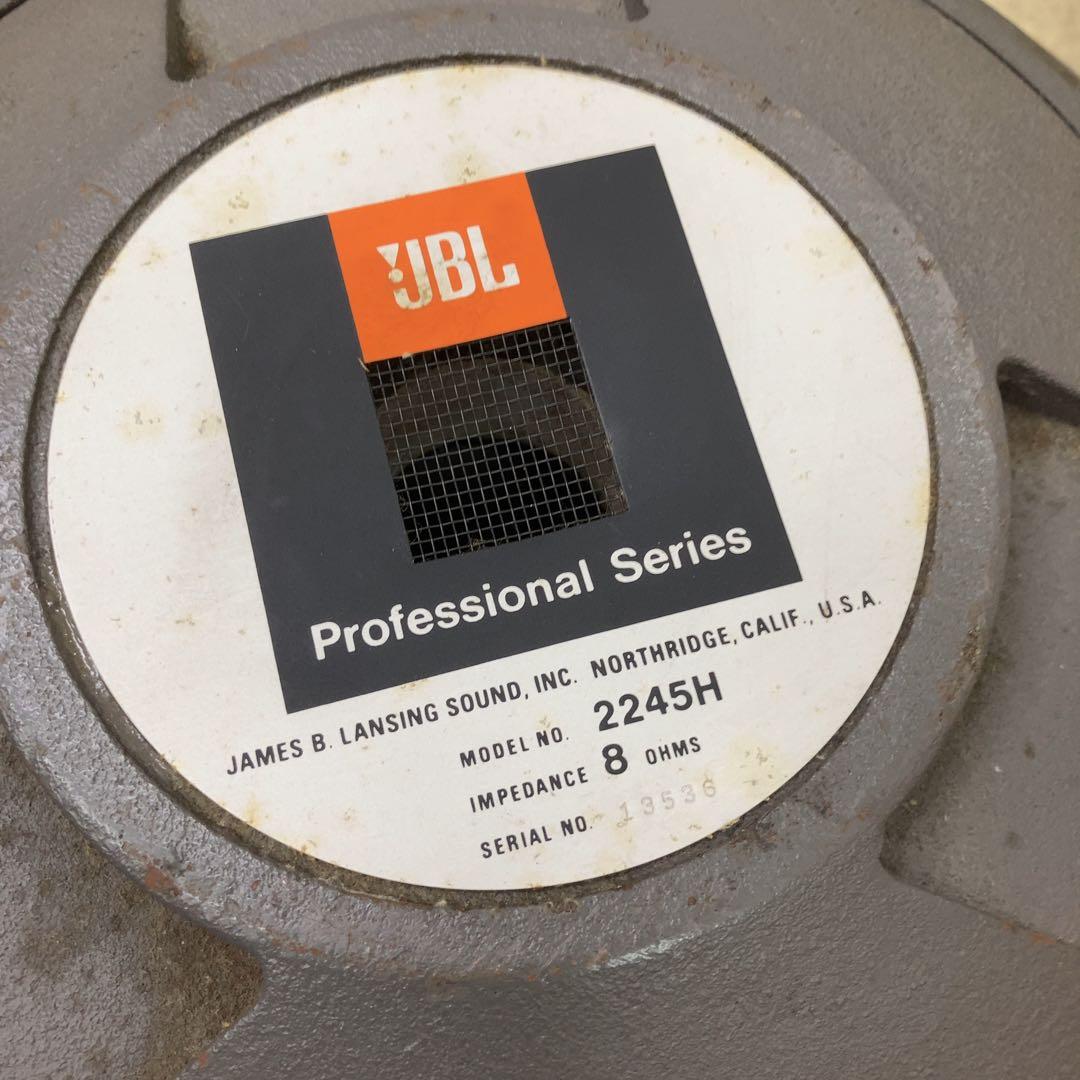 JBL
Professional Series
JAMES B. LANSING SOUND, INC. NORTHRIDGE, CALIF., U.S.A.
MODEL NO. 2245H
IMPEDANCE 8 OHMS
SERIAL NO. 13536